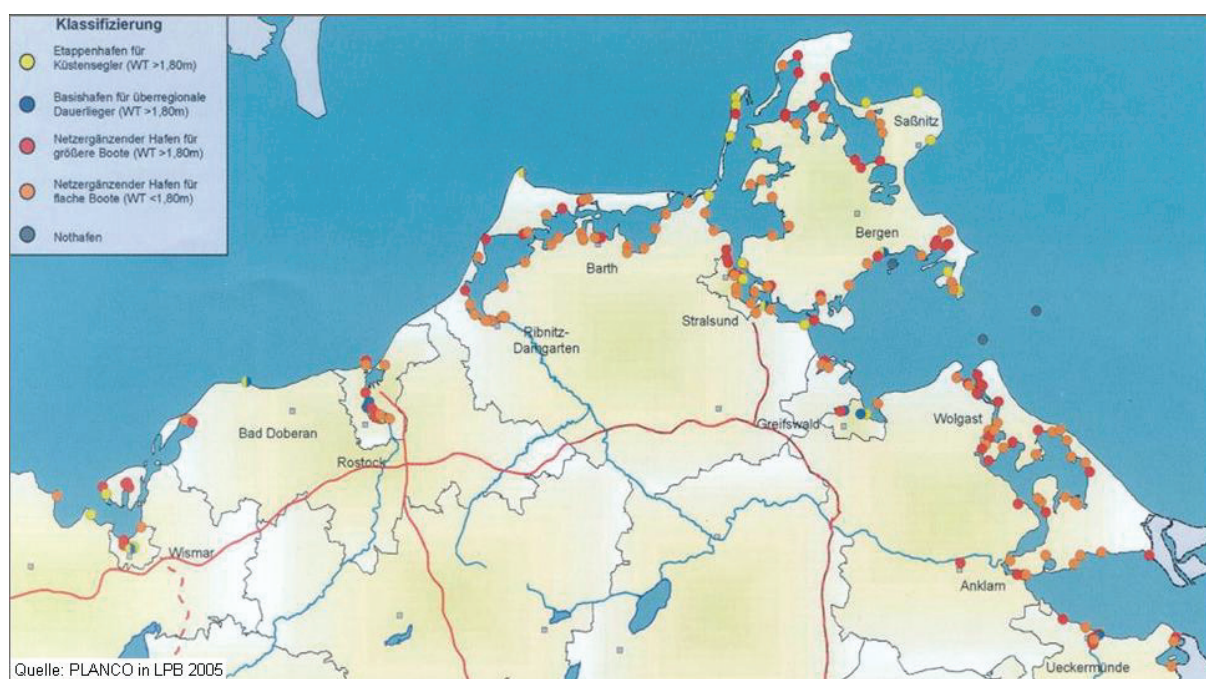 Klassifizierung
Etappenhafen für
Küstensegler (WT >1,80m)
Basishafen für überregionale
Dauerlieger (WT >1,80m)
Netzergänzender Hafen für
größere Boote (WT >1,80m)
Netzergänzender Hafen für
flache Boote (WT <1,80m)
Nothafen
Saßnitz
Bergen
Barth
Stralsund
Ribnitz-
Damgarten
Bad Doberan
Rostock
Greifswald
Wolgast
Wismar
Anklam
Ueckermünde
Quelle: PLANCO in LPB 2005